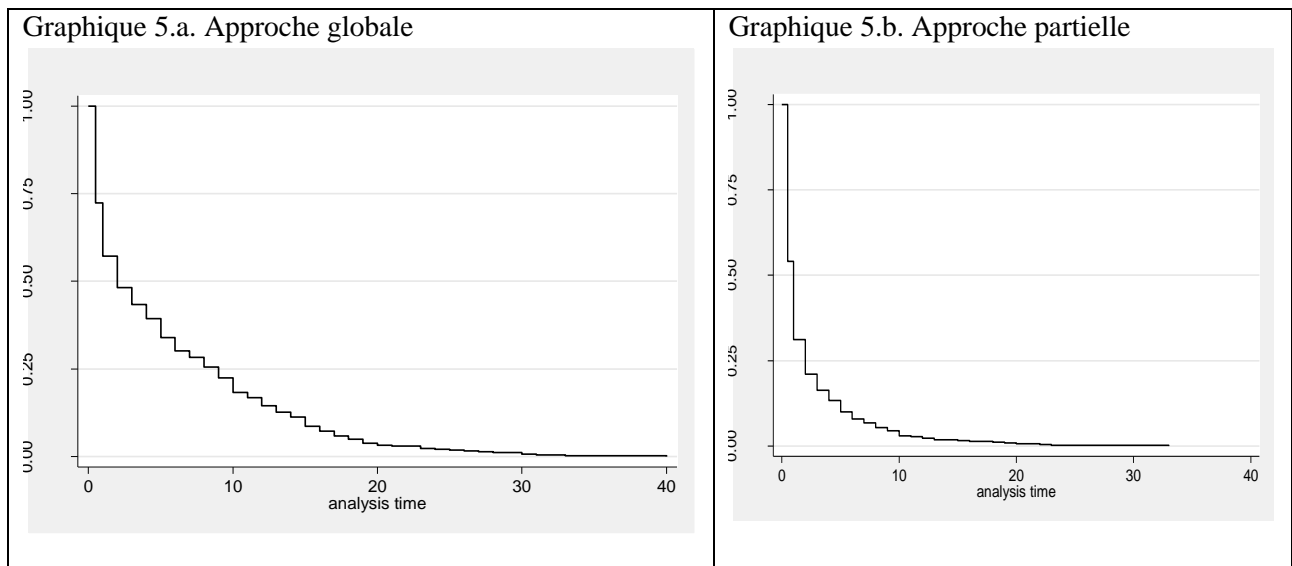 Graphique 5.a. Approche globale
1.00
0.75
0.50
0.25
0.00
0 10 20 30 40
analysis time
Graphique 5.b. Approche partielle
1.00
0.75
0.50
0.25
0.00
0 10 20 30 40
analysis time